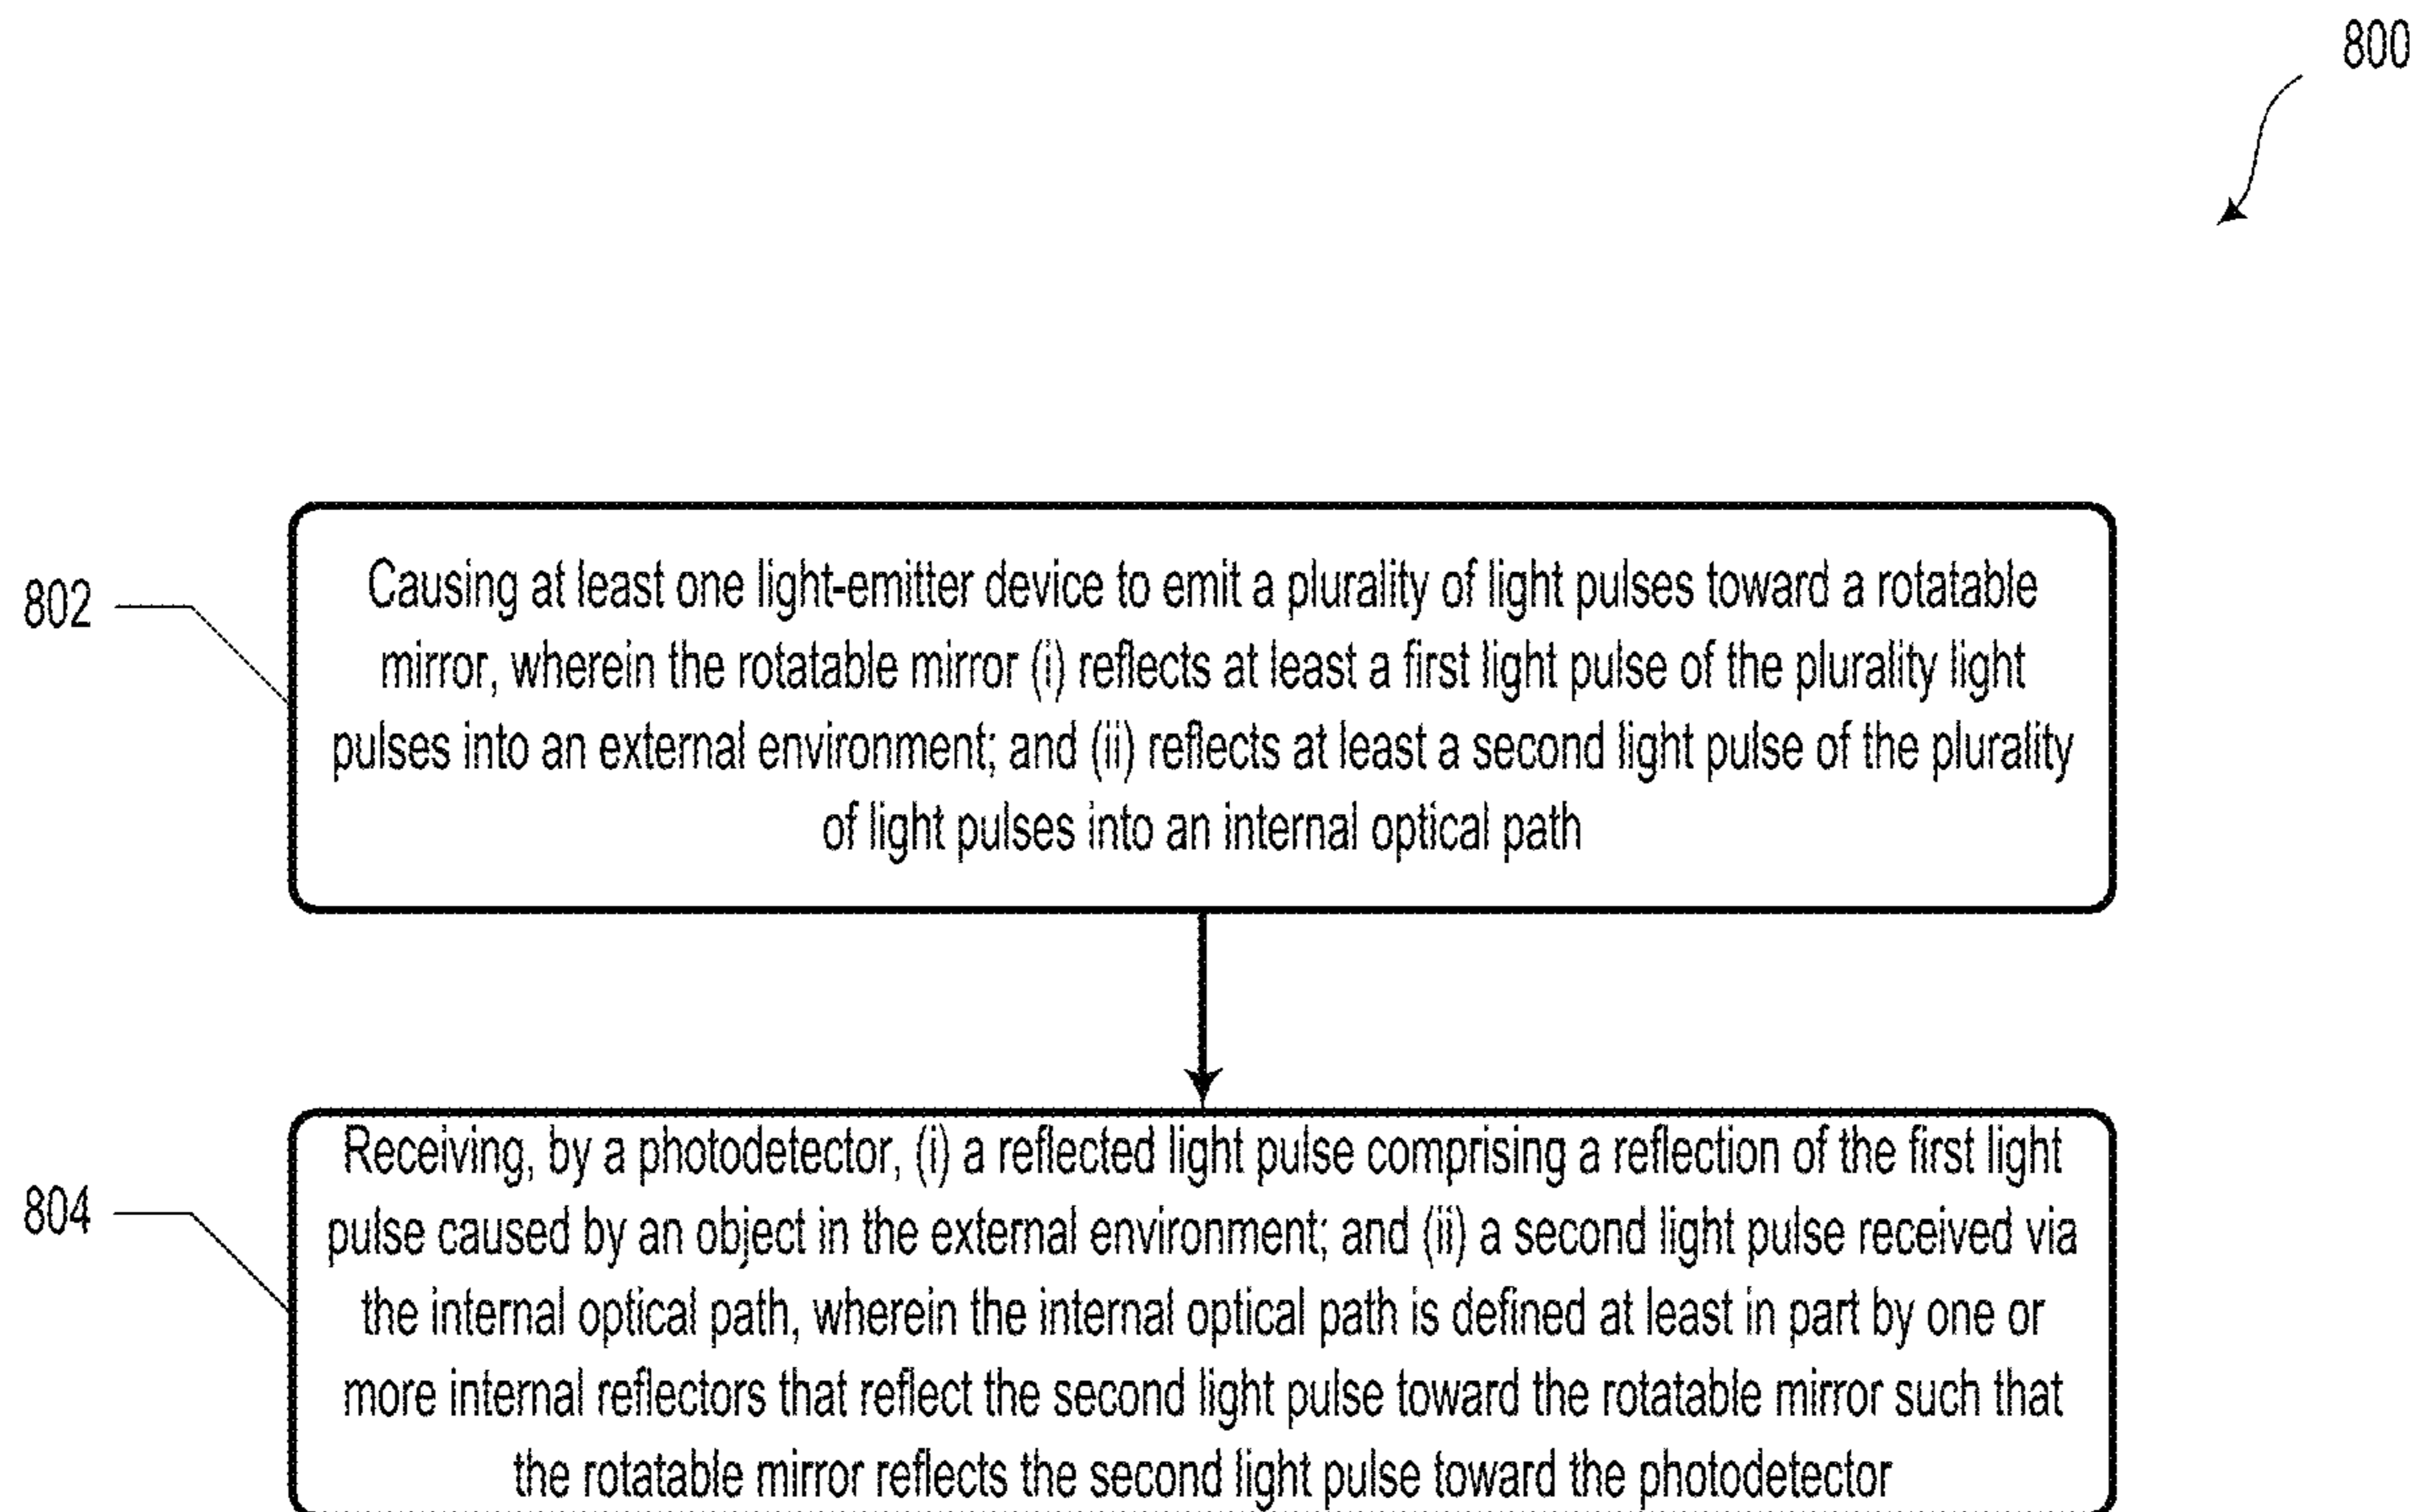 800
802
Causing at least one light-emitter device to emit a plurality of light pulses toward a rotatable
mirror, wherein the rotatable mirror (i) reflects at least a first light pulse of the plurality light
pulses into an external environment; and (ii) reflects at least a second light pulse of the plurality
of light pulses into an internal optical path
804
Receiving, by a photodetector, (i) a reflected light pulse comprising a reflection of the first light
pulse caused by an object in the external environment; and (ii) a second light pulse received via
the internal optical path, wherein the internal optical path is defined at least in part by one or
more internal reflectors that reflect the second light pulse toward the rotatable mirror such that
the rotatable mirror reflects the second light pulse toward the photodetector